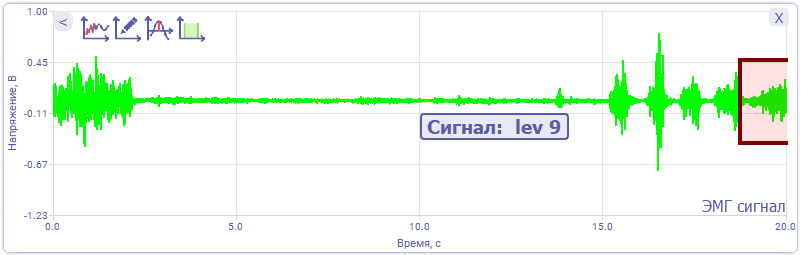 1.00
<
X
0.45
Напряжение, В
-0.11
Сигнал: lev 9
-0.67
ЭМГ сигнал
-1.23
0.0
5.0
10.0
15.0
20.0
Время, с